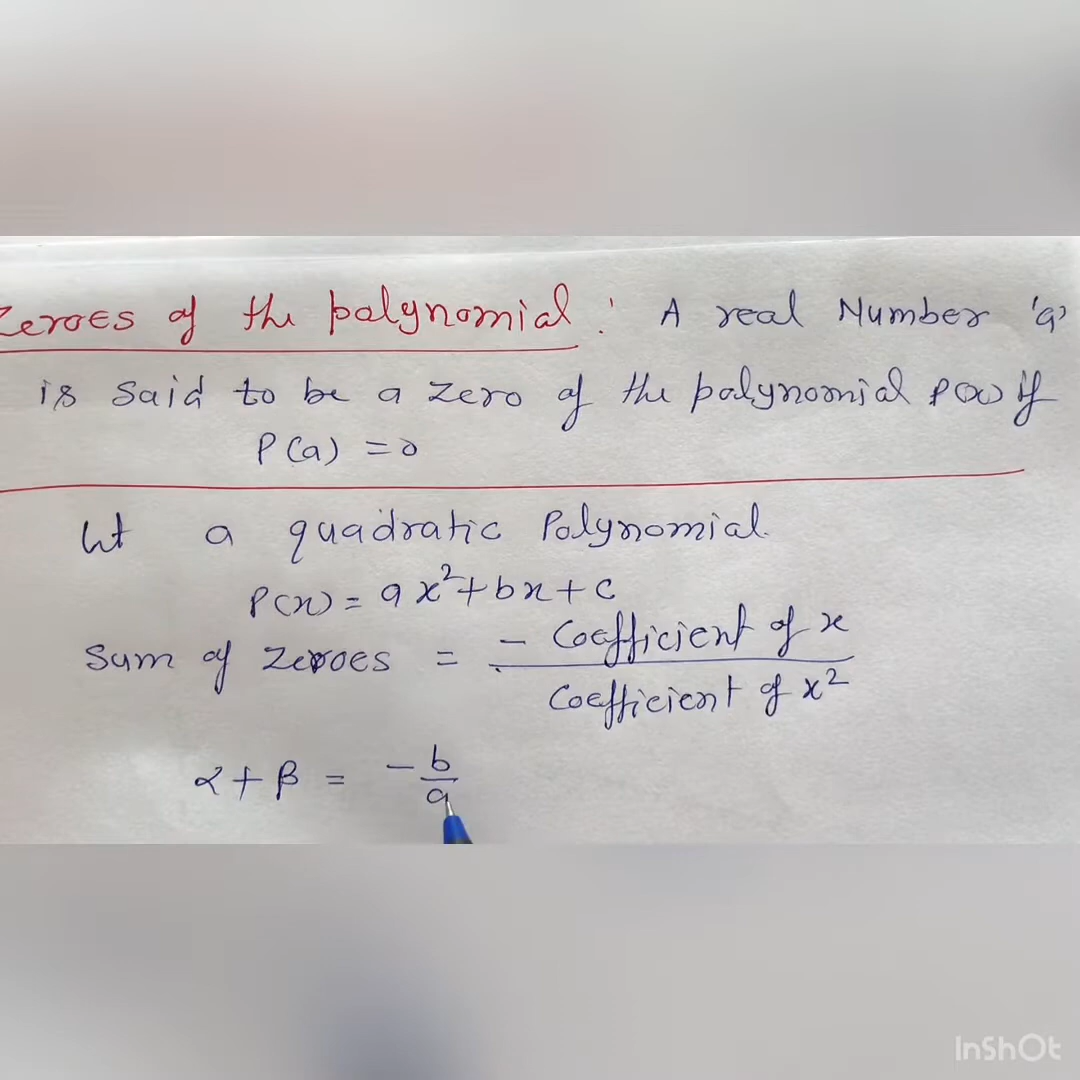 Zeroes of the polynomial : A real Number 'a'
is said to be a zero of the polynomial P(x) if
P(a) = 0
Let a quadratic Polynomial.
P(x) = ax²+bx+c
Sum of Zeroes = - Coefficient of x / Coefficient of x²
α+β = -b/a
InShOt